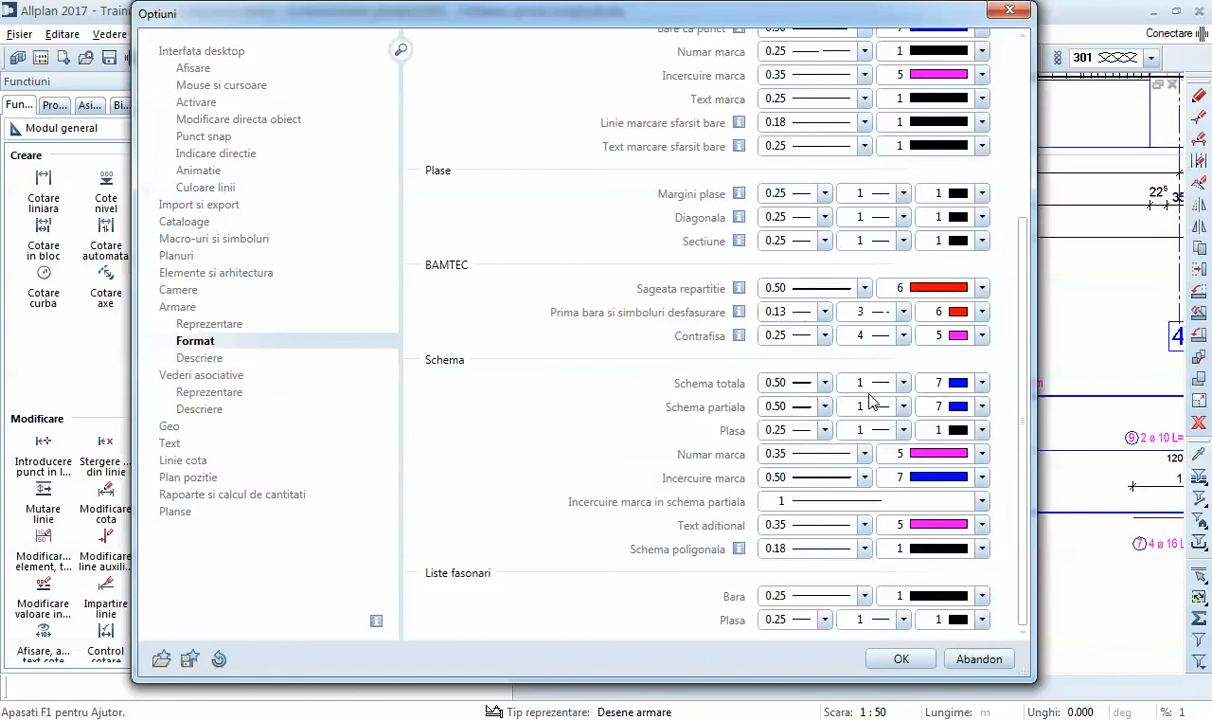 Allplan 2017 - Traini
Optiuni
Fisier Editare Vedere
Conectare
301
Functiuni
Fun... Pro... Asi... Bi...
Modul general
Creare
Cotare liniara
Cote nivel
Cotare in bloc
Cotare automata
Cotare curba
Cotare axe
Modificare
Introducere punct in l...
Stergere din linie
Mutare linie
Modificare cota
Modificar... element, t...
Modificar... linie auxili...
Modificare valoare in...
Impartire linie
Afisare, a... text cote
Control cotare
Interfata desktop
Afisare
Mouse si cursoare
Activare
Modificare directa obiect
Punct snap
Indicare directie
Animatie
Culoare linii
Import si export
Cataloage
Macro-uri si simboluri
Planuri
Elemente si arhitectura
Camere
Armare
Reprezentare
Format
Descriere
Vederi asociative
Reprezentare
Descriere
Geo
Text
Linie cota
Plan pozitie
Rapoarte si calcul de cantitati
Planse
Numar marca 0.25 1
Incercuire marca 0.35 5
Text marca 0.25 1
Linie marcare sfarsit bare 0.18 1
Text marcare sfarsit bare 0.25 1
Plase
Margini plase 0.25 1 1
Diagonala 0.25 1 1
Sectiune 0.25 1 1
BAMTEC
Sageata repartitie 0.50 6
Prima bara si simboluri desfasurare 0.13 3 6
Contrafisa 0.25 4 5
Schema
Schema totala 0.50 1 7
Schema partiala 0.50 1 7
Plasa 0.25 1 1
Numar marca 0.35 5
Incercuire marca 0.50 7
Incercuire marca in schema partiala 1
Text aditional 0.35 5
Schema poligonala 0.18 1
Liste fasonari
Bara 0.25 1
Plasa 0.25 1 1
OK Abandon
22⁵ 35
4
m
9 2 ø 10 L=
120
1
7 4 ø 16 L
Apasati F1 pentru Ajutor.
Tip reprezentare: Desene armare
Scara: 1 : 50
Lungime: m
Unghi: 0.000 deg
%: 1